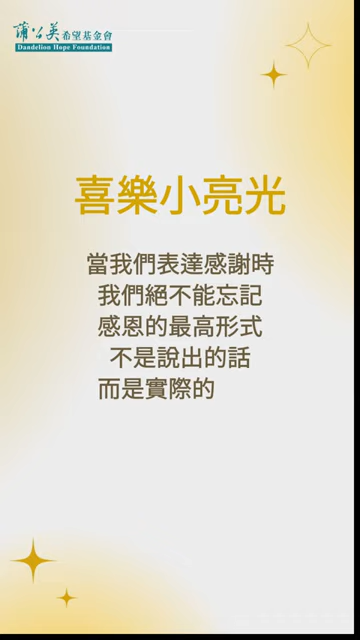 蒲公英希望基金會
Dandelion Hope Foundation
喜樂小亮光
當我們表達感謝時
我們絕不能忘記
感恩的最高形式
不是說出的話
而是實際的